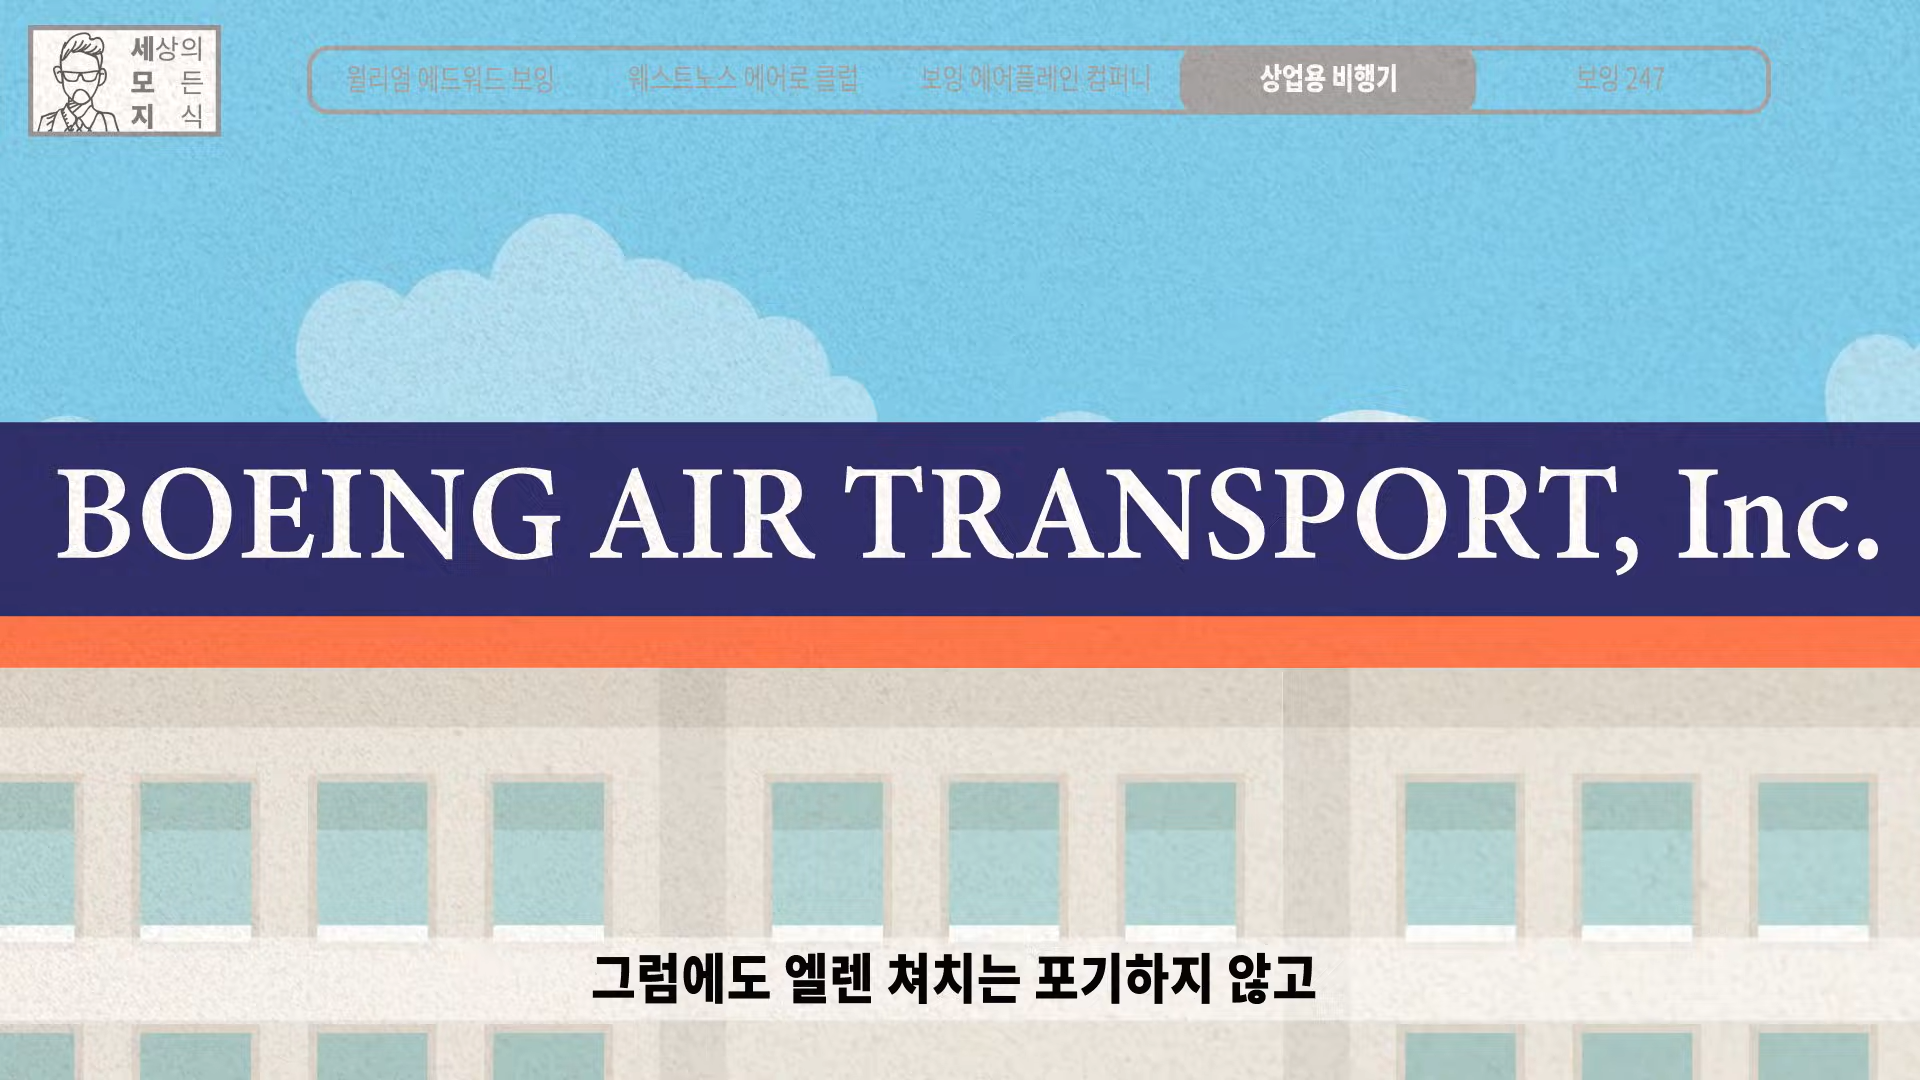 세상의
모든
지식
윌리엄 에드워드 보잉
웨스트노스 에어로 클럽
보잉 에어플레인 컴퍼니
상업용 비행기
보잉 247
BOEING AIR TRANSPORT, Inc.
그럼에도 엘렌 쳐치는 포기하지 않고